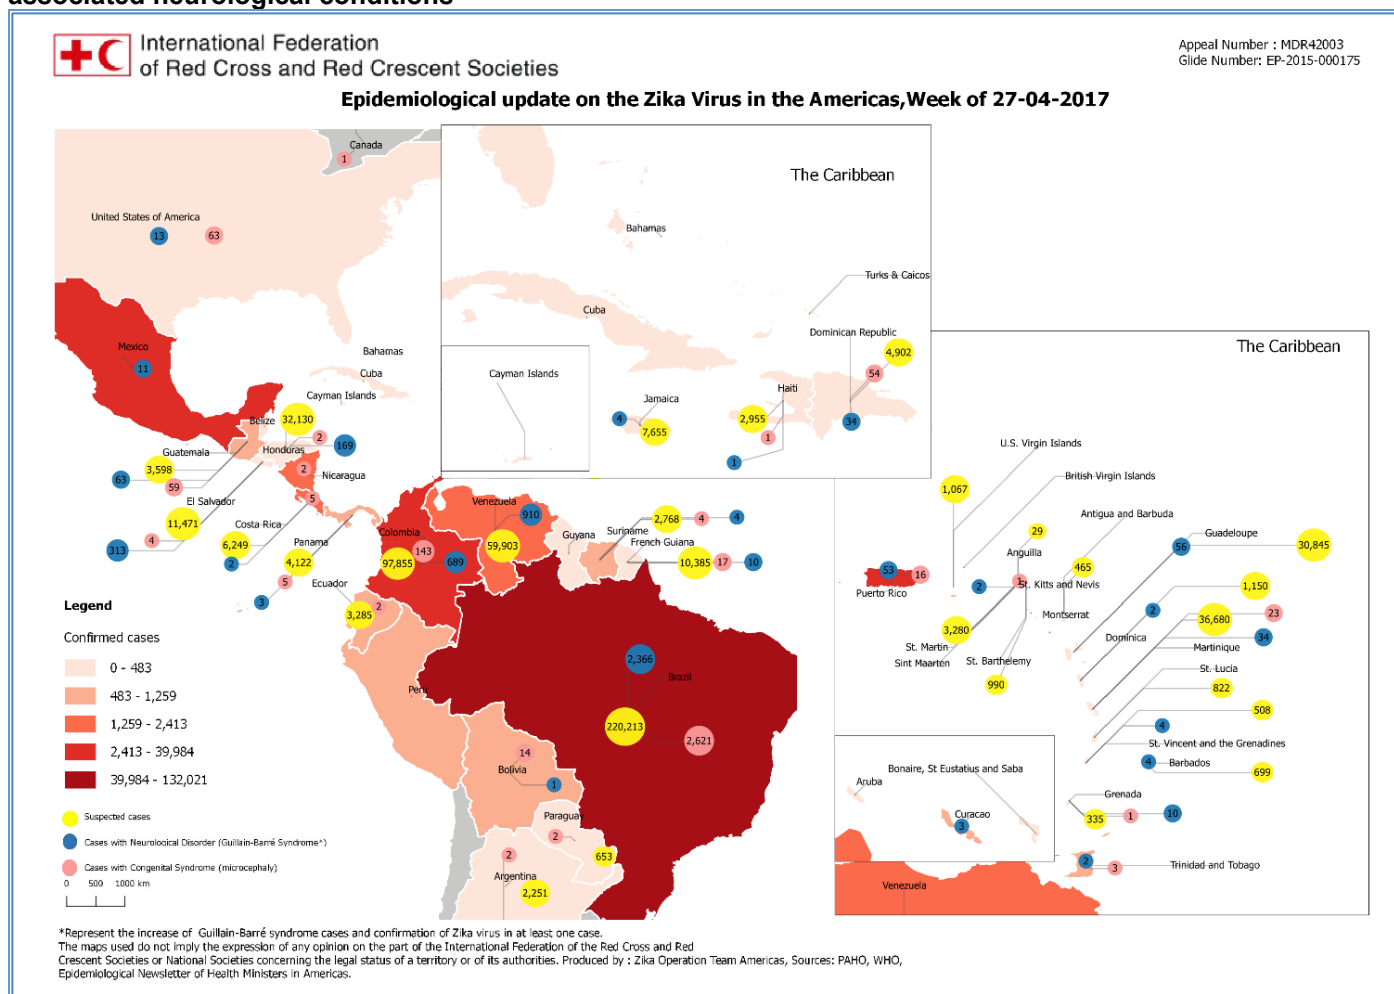 associated neurological conditions
International Federation
of Red Cross and Red Crescent Societies
Appeal Number : MDR42003
Glide Number: EP-2015-000175
Epidemiological update on the Zika Virus in the Americas,Week of 27-04-2017
Canada
1
United States of America
13
63
Mexico
11
Bahamas
Cuba
Cayman Islands
Belize
32,130
2
169
Guatemala
Honduras
3,598
63
59
2
Nicaragua
El Salvador
11,471
4
313
5
Costa Rica
6,249
2
Panama
4,122
5
3
Ecuador
3,285
2
Colombia
97,855
143
689
Venezuela
910
59,903
Guyana
Suriname
2,768
4
4
French Guiana
10,385
17
10
Peru
2,366
Brazil
220,213
2,621
14
Bolivia
1
Paraguay
2
653
2
Argentina
2,251
The Caribbean
Bahamas
Turks & Caicos
Cuba
Dominican Republic
4,902
54
34
Cayman Islands
Haiti
2,955
1
1
Jamaica
4
7,655
The Caribbean
U.S. Virgin Islands
1,067
British Virgin Islands
Antigua and Barbuda
29
Anguilla
465
Guadeloupe
56
30,845
53
16
Puerto Rico
2
1
St. Kitts and Nevis
Montserrat
1,150
2
Dominica
3,280
St. Martin
Sint Maarten
St. Barthelemy
990
36,680
23
34
Martinique
St. Lucia
822
508
4
St. Vincent and the Grenadines
4
Barbados
699
Bonaire, St Eustatius and Saba
Aruba
Curacao
3
Grenada
335
1
10
2
3
Trinidad and Tobago
Venezuela
Legend
Confirmed cases
0 - 483
483 - 1,259
1,259 - 2,413
2,413 - 39,984
39,984 - 132,021
Suspected cases
Cases with Neurological Disorder (Guillain-Barré Syndrome*)
Cases with Congenital Syndrome (microcephaly)
0 500 1000 km
*Represent the increase of Guillain-Barré syndrome cases and confirmation of Zika virus in at least one case.
The maps used do not imply the expression of any opinion on the part of the International Federation of the Red Cross and Red
Crescent Societies or National Societies concerning the legal status of a territory or of its authorities. Produced by : Zika Operation Team Americas, Sources: PAHO, WHO,
Epidemiological Newsletter of Health Ministers in Americas.